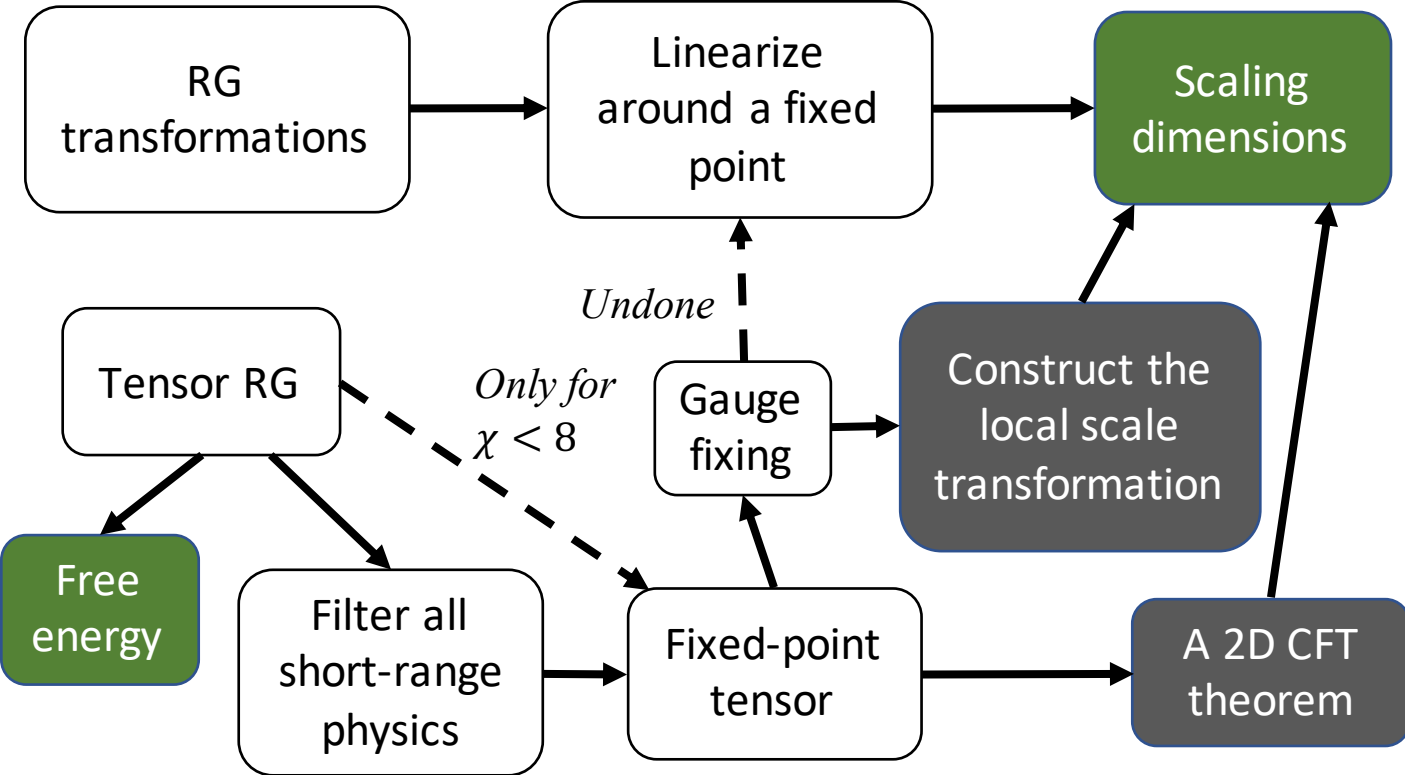 RG
transformations
Linearize
around a fixed
point
Scaling
dimensions
Undone
Tensor RG
Only for
χ < 8
Gauge
fixing
Construct the
local scale
transformation
Free
energy
Filter all
short-range
physics
Fixed-point
tensor
A 2D CFT
theorem